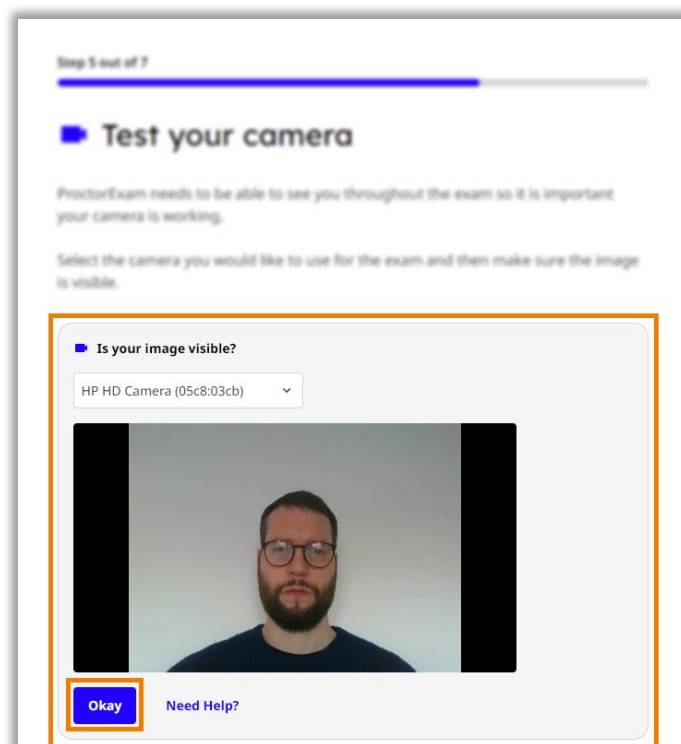 Step 5 out of 7
Test your camera
ProctorExam needs to be able to see you throughout the exam so it is important
your camera is working.
Select the camera you would like to use for the exam and then make sure the image
is visible.
Is your image visible?
HP HD Camera (05c8:03cb)
Okay
Need Help?